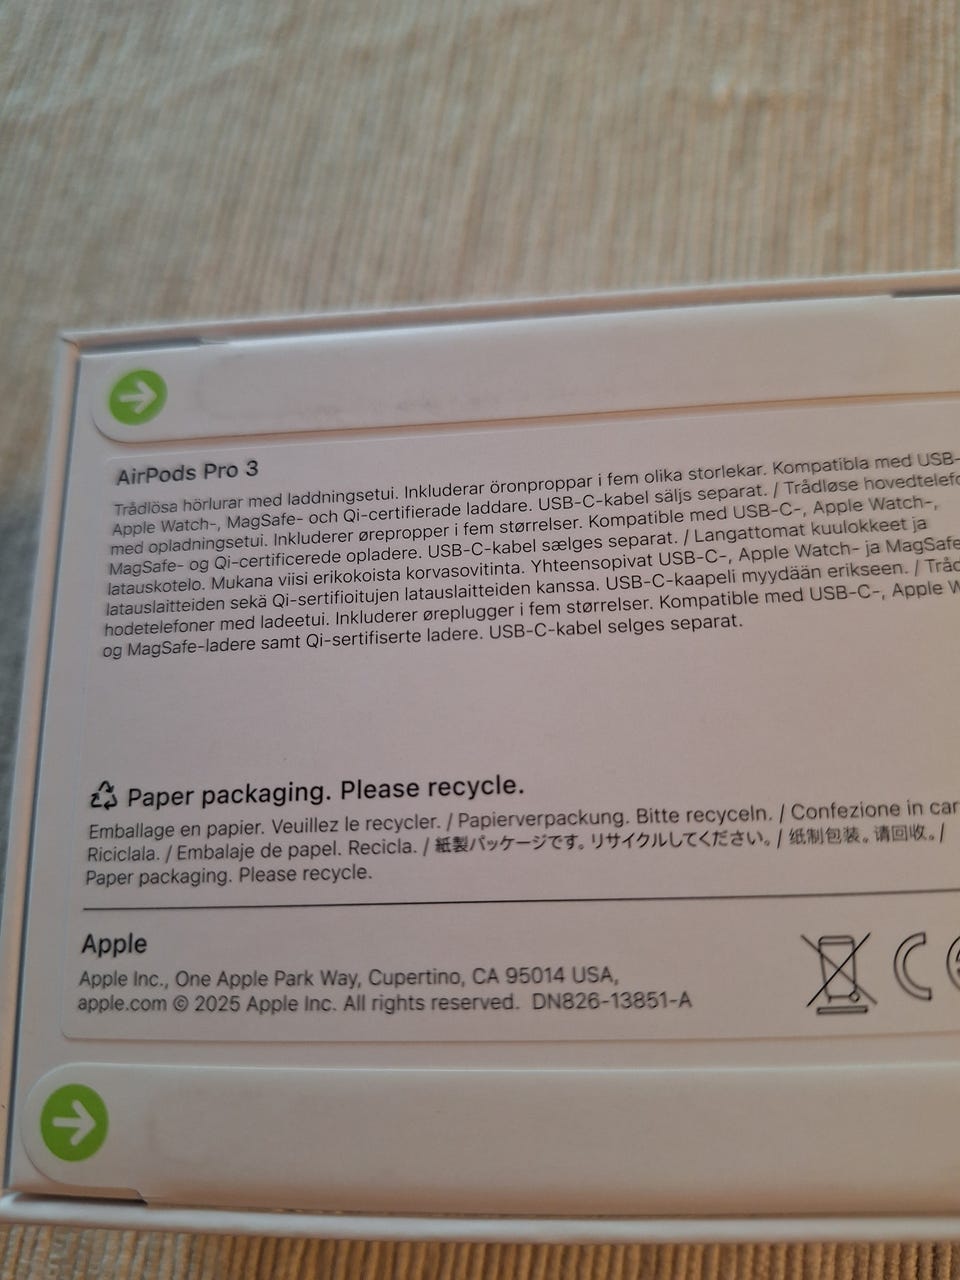 AirPods Pro 3
Trådlösa hörlurar med laddningsetui. Inkluderar öronproppar i fem olika storlekar. Kompatibla med USB-
Apple Watch-, MagSafe- och Qi-certifierade laddare. USB-C-kabel säljs separat. / Trådløse
med opladningsetui. Inkluderer ørepropper i fem størrelser. Kompatible med USB-C-, Apple Watch-,
MagSafe- og Qi-certificerede opladere. USB-C-kabel sælges separat. / Langattomat kuulokkeet ja
latauskotelo. Mukana viisi erikokoista korvasovitinta. Yhteensopivat USB-C-, Apple Watch- ja
latauslaitteiden sekä Qi-sertifioitujen latauslaitteiden kanssa. USB-C-kaapeli myydään erikseen. /
hodetelefoner med ladeetui. Inkluderer øreplugger i fem størrelser. Kompatible med USB-C-, Apple
og MagSafe-ladere samt Qi-sertifiserte ladere. USB-C-kabel selges separat.
Paper packaging. Please recycle.
Emballage en papier. Veuillez le recycler. / Papierverpackung. Bitte recyceln. / Confezione in
Riciclala. / Embalaje de papel. Recicla. / 紙製パッケージです。リサイクルしてください。/ 纸制包装。请回收。/
Paper packaging. Please recycle.
Apple
Apple Inc., One Apple Park Way, Cupertino, CA 95014 USA,
apple.com © 2025 Apple Inc. All rights reserved. DN826-13851-A